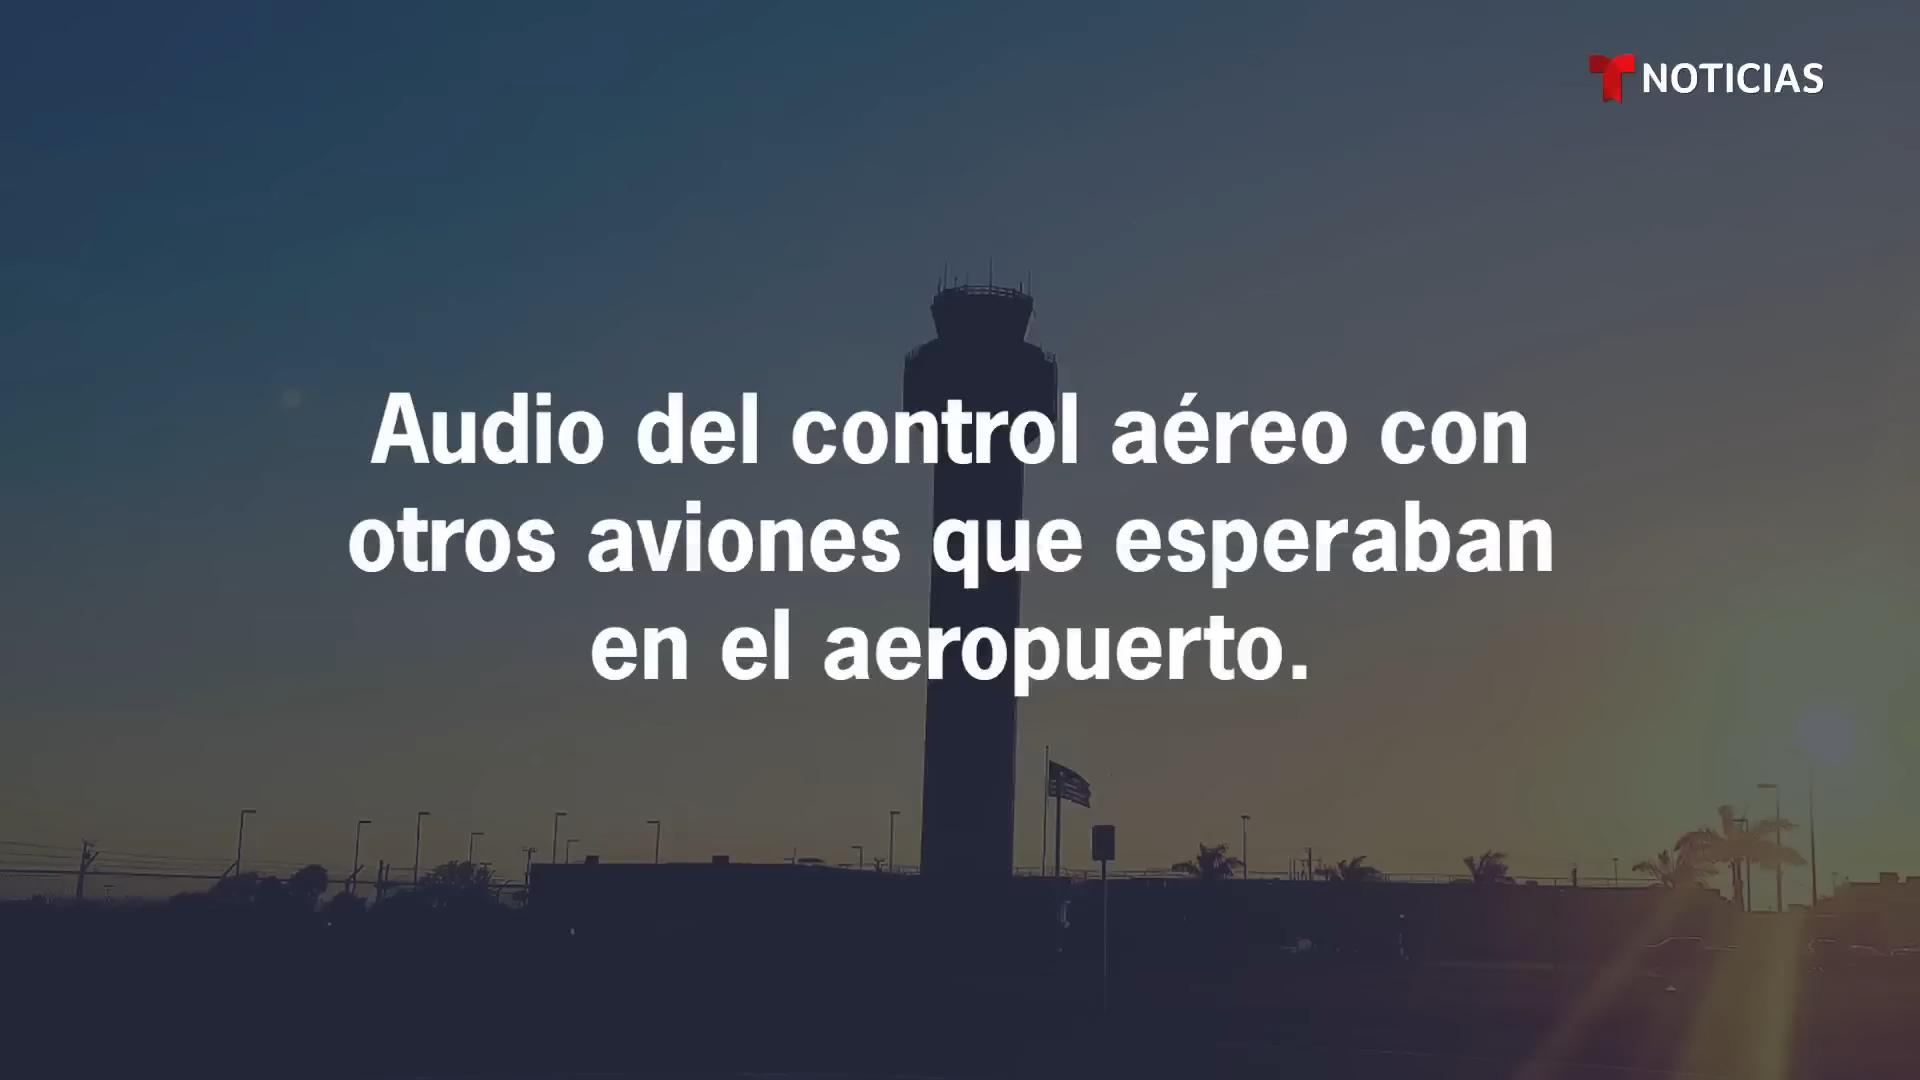 NOTICIAS
Audio del control aéreo con
otros aviones que esperaban
en el aeropuerto.